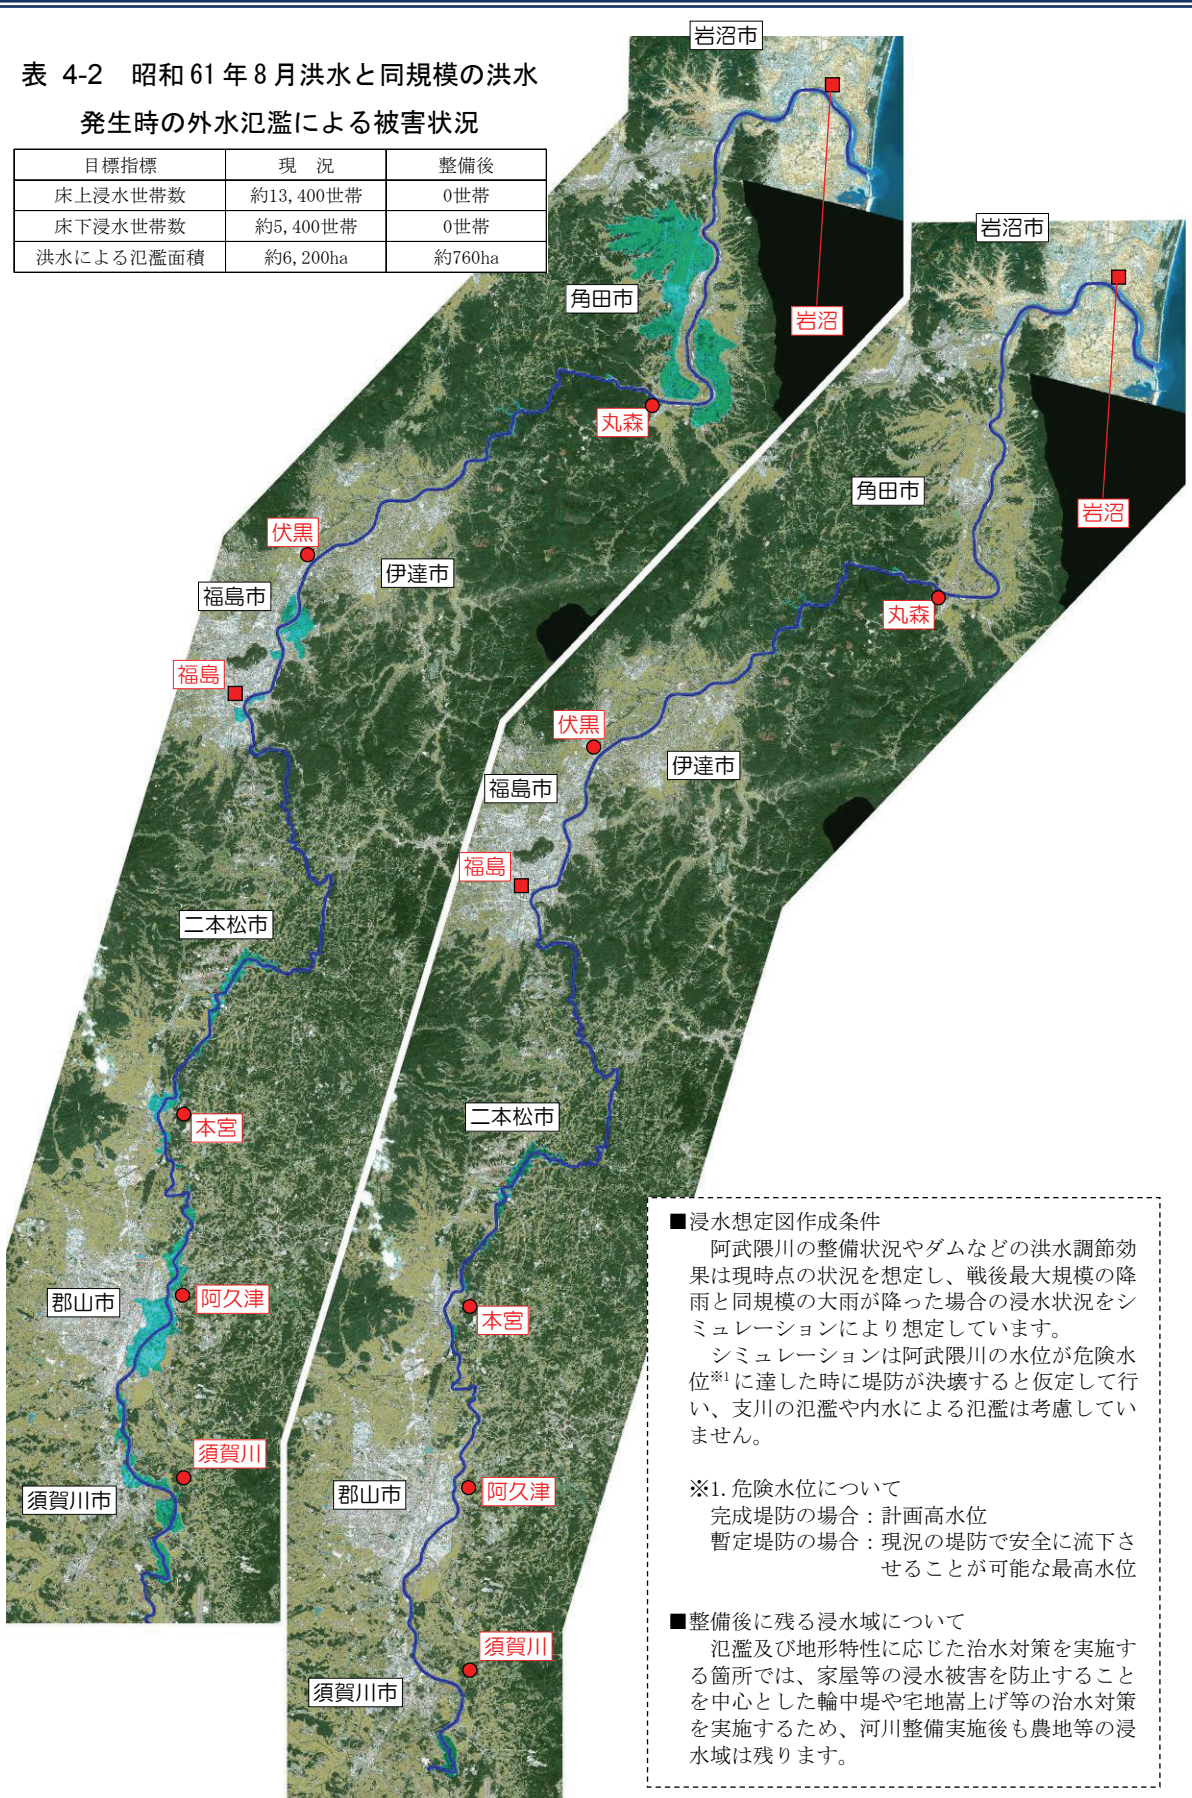 表 4-2 昭和61年8月洪水と同規模の洪水
発生時の外水氾濫による被害状況
目標指標 現 況 整備後
床上浸水世帯数 約13,400世帯 0世帯
床下浸水世帯数 約5,400世帯 0世帯
洪水による氾濫面積 約6,200ha 約760ha
岩沼市
角田市
岩沼
丸森
伏黒
伊達市
福島市
福島
二本松市
本宮
郡山市
阿久津
須賀川
須賀川市
岩沼市
角田市
岩沼
丸森
伏黒
伊達市
福島市
福島
二本松市
本宮
郡山市
阿久津
須賀川
須賀川市
■浸水想定図作成条件
阿武隈川の整備状況やダムなどの洪水調節効
果は現時点の状況を想定し、戦後最大規模の降
雨と同規模の大雨が降った場合の浸水状況をシ
ミュレーションにより想定しています。
シミュレーションは阿武隈川の水位が危険水
位※1に達した時に堤防が決壊すると仮定して行
い、支川の氾濫や内水による氾濫は考慮してい
ません。
※1.危険水位について
完成堤防の場合：計画高水位
暫定堤防の場合：現況の堤防で安全に流下さ
せることが可能な最高水位
■整備後に残る浸水域について
氾濫及び地形特性に応じた治水対策を実施す
る箇所では、家屋等の浸水被害を防止すること
を中心とした輪中堤や宅地嵩上げ等の治水対策
を実施するため、河川整備実施後も農地等の浸
水域は残ります。